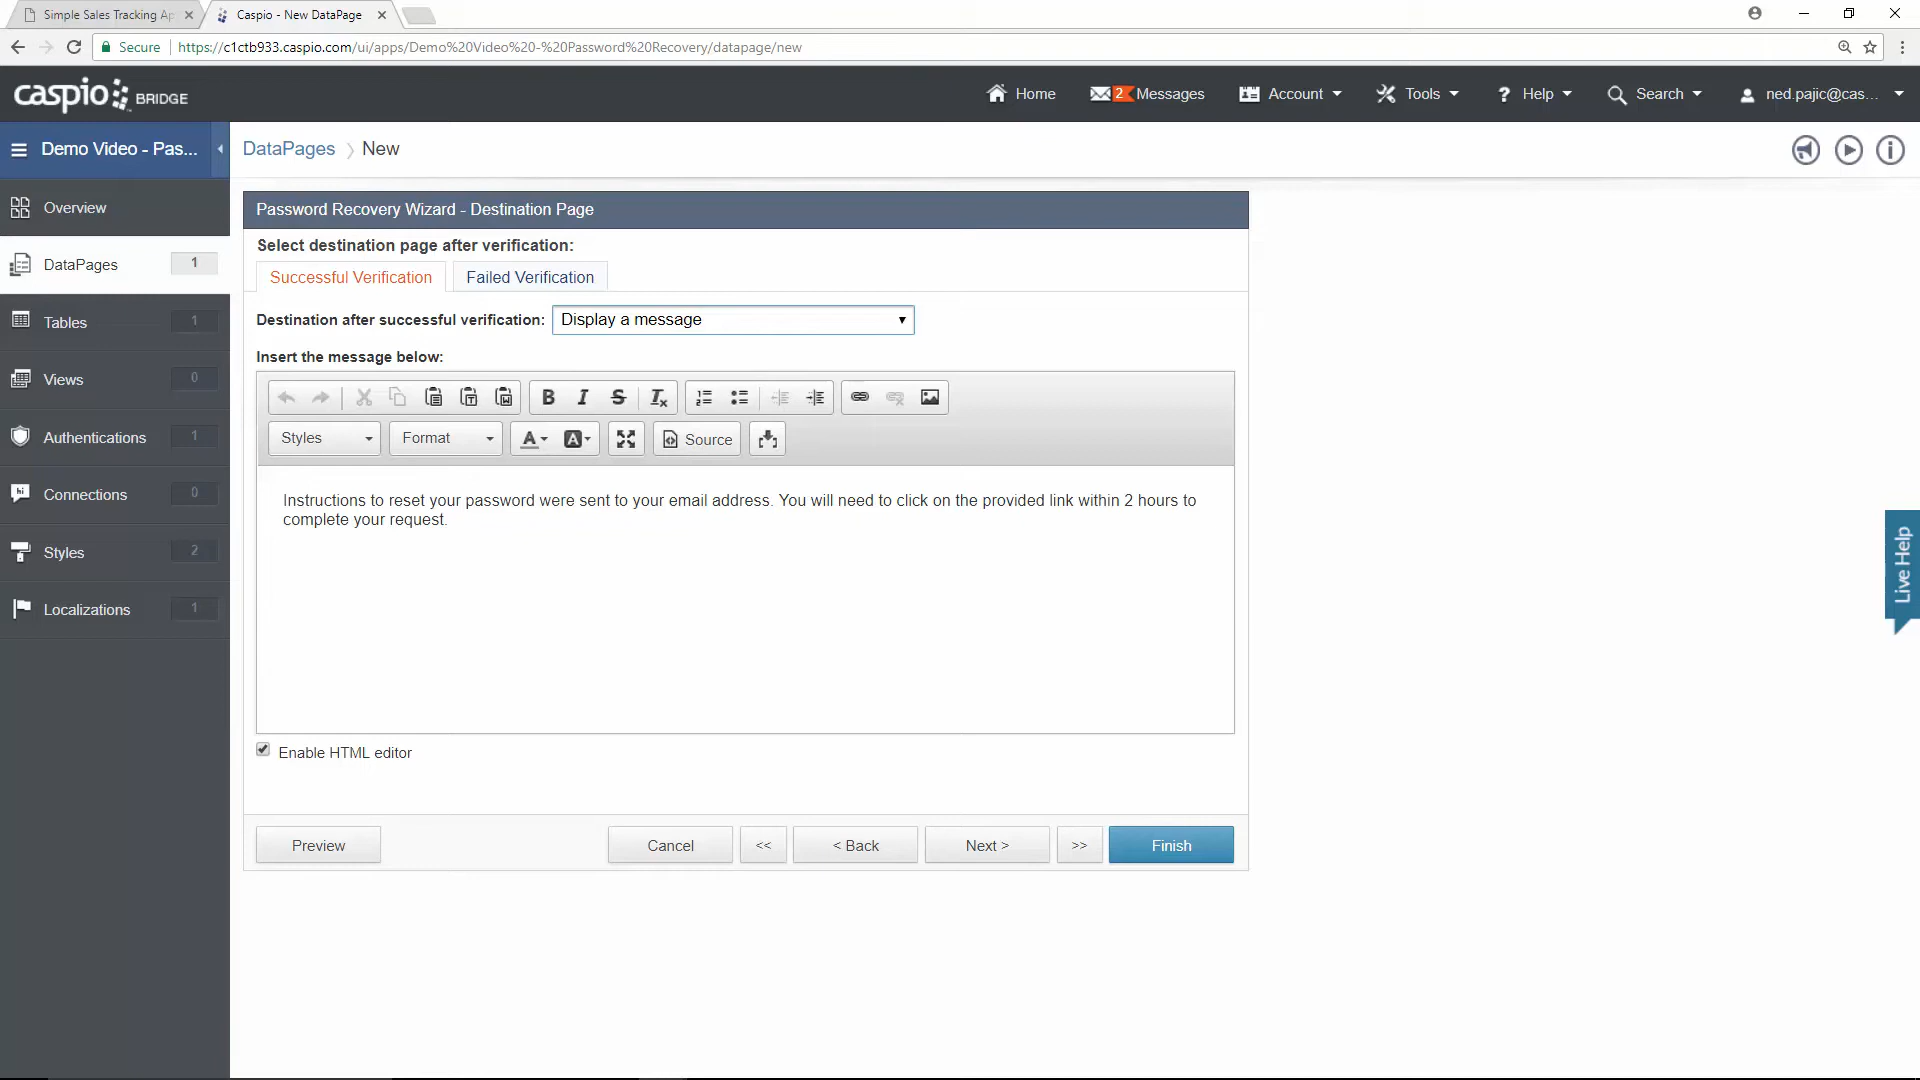 Simple Sales Tracking Ap
Caspio - New DataPage
Secure
https://c1ctb933.caspio.com/ui/apps/Demo%20Video%20-%20Password%20Recovery/datapage/new
caspio BRIDGE
Home
2 Messages
Account
Tools
? Help
Search
ned.pajic@cas...
Demo Video - Pas...
DataPages > New
Overview
DataPages 1
Tables 1
Views 0
Authentications 1
Connections 0
Styles 2
Localizations 1
Password Recovery Wizard - Destination Page
Select destination page after verification:
Successful Verification
Failed Verification
Destination after successful verification: Display a message
Insert the message below:
Styles
Format
Source
Instructions to reset your password were sent to your email address. You will need to click on the provided link within 2 hours to
complete your request.
Enable HTML editor
Preview
Cancel
<<
< Back
Next >
>>
Finish
Live Help